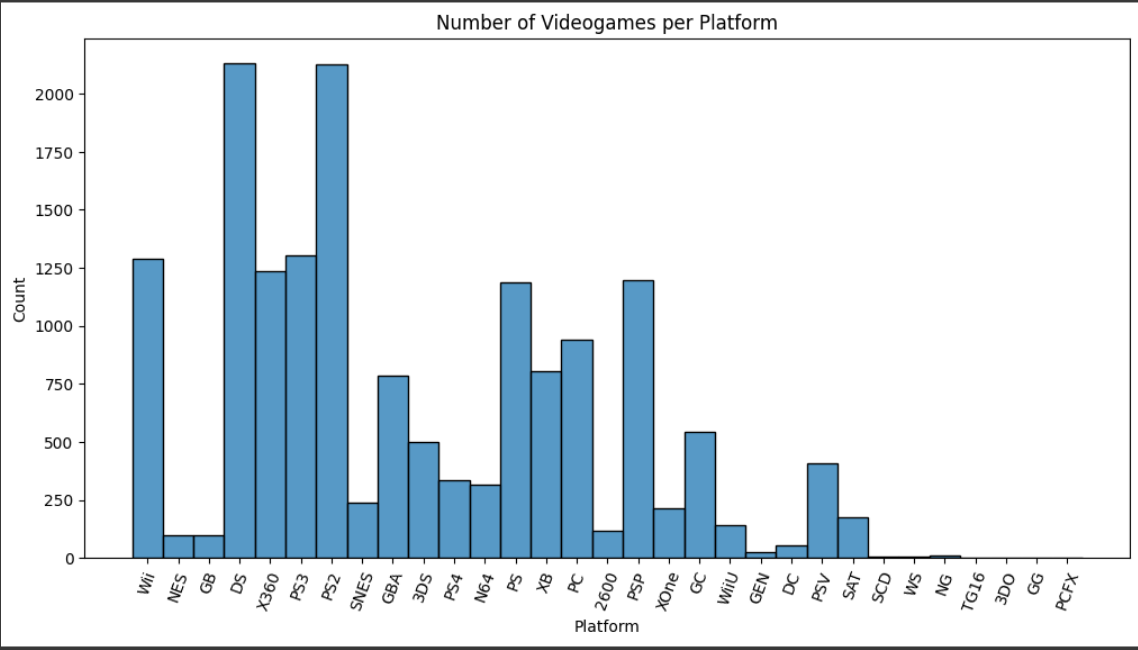 Number of Videogames per Platform
Count
2000
1750
1500
1250
1000
750
500
250
0
Wii NES GB DS X360 PS3 PS2 SNES GBA 3DS PS4 N64 PS XB PC 2600 PSP XOne GC WiiU GEN DC PSV SAT SCD WS NG TG16 3DO GG PCFX
Platform